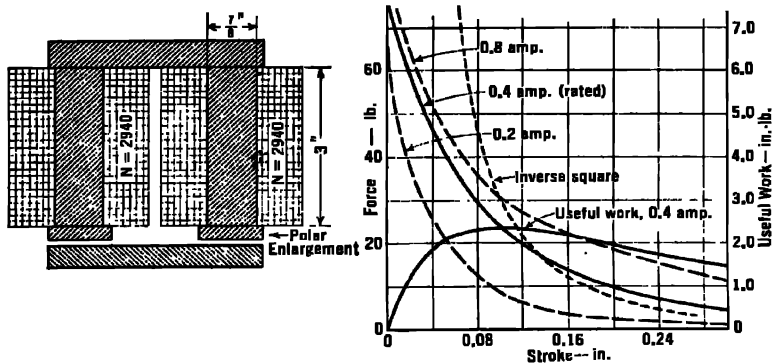 7/8"
N = 2940
N = 2940
3"
Polar
Enlargement
Force — lb.
60
40
20
0
0.8 amp.
0.4 amp. (rated)
0.2 amp.
Inverse square
Useful work, 0.4 amp.
7.0
6.0
5.0
4.0
3.0
2.0
1.0
0
Useful Work— in.-lb.
0 0.08 0.16 0.24
Stroke— in.